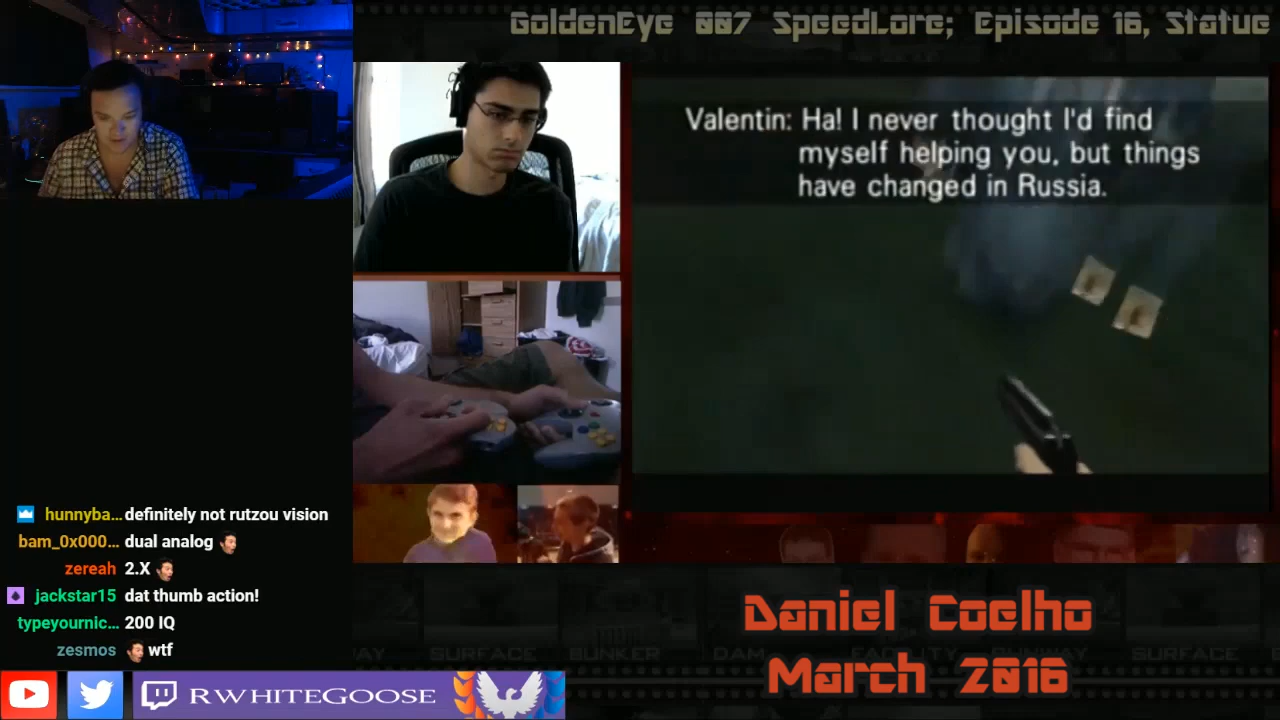 GoldenEye 007 SpeedLore; Episode 16, Statue
Valentin: Ha! I never thought I'd find
myself helping you, but things
have changed in Russia.
hunnyba… definitely not rutzou vision
bam_0x000… dual analog
zereah 2.X
jackstar15 dat thumb action!
typeyournic… 200 IQ
zesmos wtf
Daniel Coelho
March 2016
SURFACE
BUNKER
DAM
FACILITY
RUNWAY
SURFACE
RWHITEGOOSE